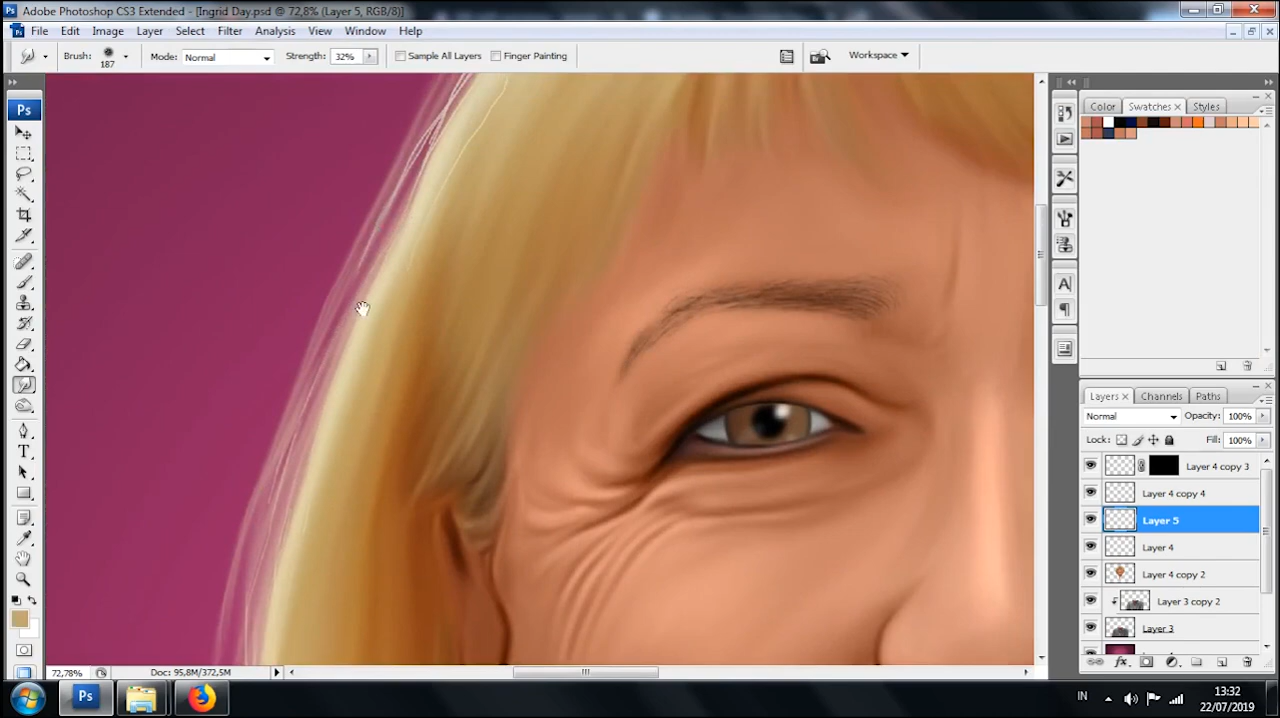 Ps Adobe Photoshop CS3 Extended - [Ingrid Day.psd @ 72,8% (Layer 5, RGB/8)]
File Edit Image Layer Select Filter Analysis View Window Help
Brush: 187 Mode: Normal Strength: 32% Sample All Layers Finger Painting Workspace
Ps
Color Swatches × Styles
Layers × Channels Paths
Normal Opacity: 100%
Lock: Fill: 100%
Layer 4 copy 3
Layer 4 copy 4
Layer 5
Layer 4
Layer 4 copy 2
Layer 3 copy 2
Layer 3
72,78% Doc: 95,8M/372,5M
Ps IN 13:32
22/07/2019